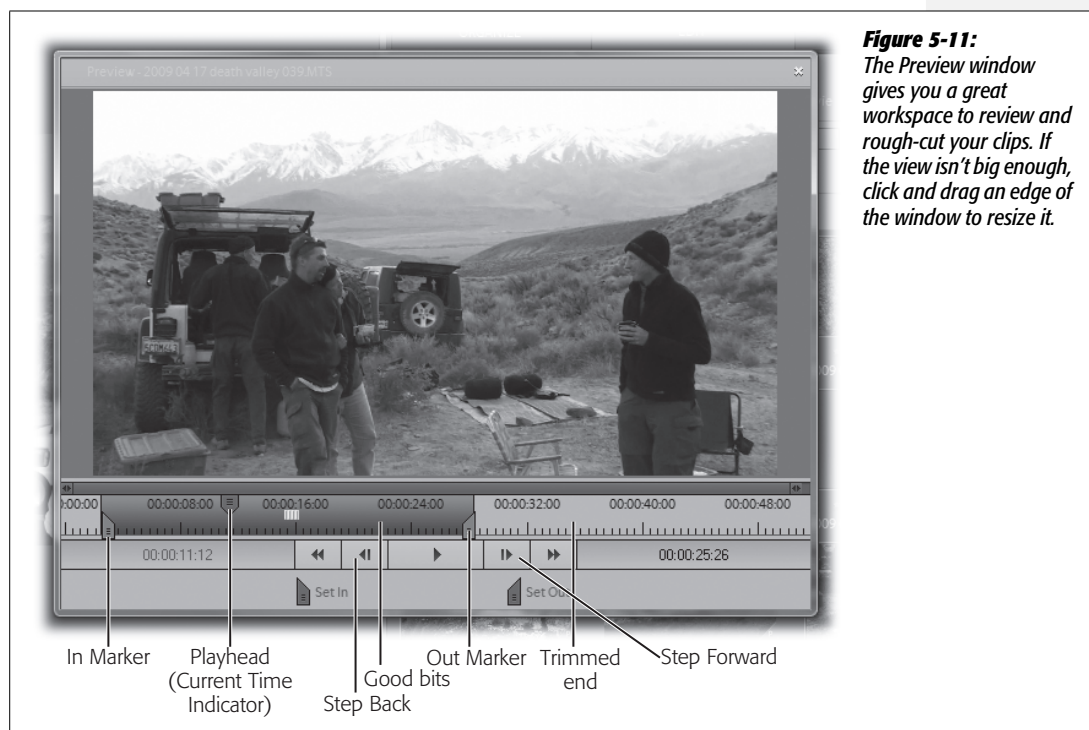 Preview - 2009 04 17 death valley 039.MTS
Figure 5-11:
The Preview window
gives you a great
workspace to review and
rough-cut your clips. If
the view isn’t big enough,
click and drag an edge of
the window to resize it.
00:00:08:00 00:00:16:00 00:00:24:00 00:00:32:00 00:00:40:00 00:00:48:00
00:00:11:12 00:00:25:26
Set In
In Marker
Playhead
(Current Time
Indicator)
Step Back
Good bits
Out Marker
Trimmed
end
Step Forward